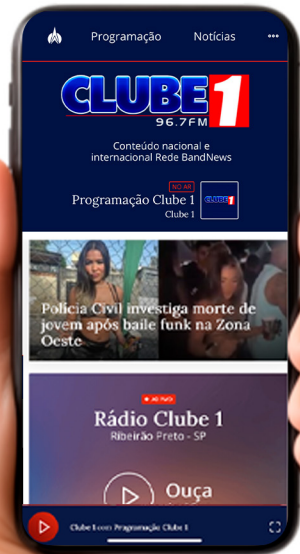 Programação Notícias ...
CLUBE 1
96.7FM
Conteúdo nacional e
internacional Rede BandNews
NO AR
Programação Clube 1
Clube 1
CLUBE 1
Polícia Civil investiga morte de
jovem após baile funk na Zona
Oeste
AO VIVO
Rádio Clube 1
Ribeirão Preto - SP
Ouça
Clube 1 com Programação Clube 1